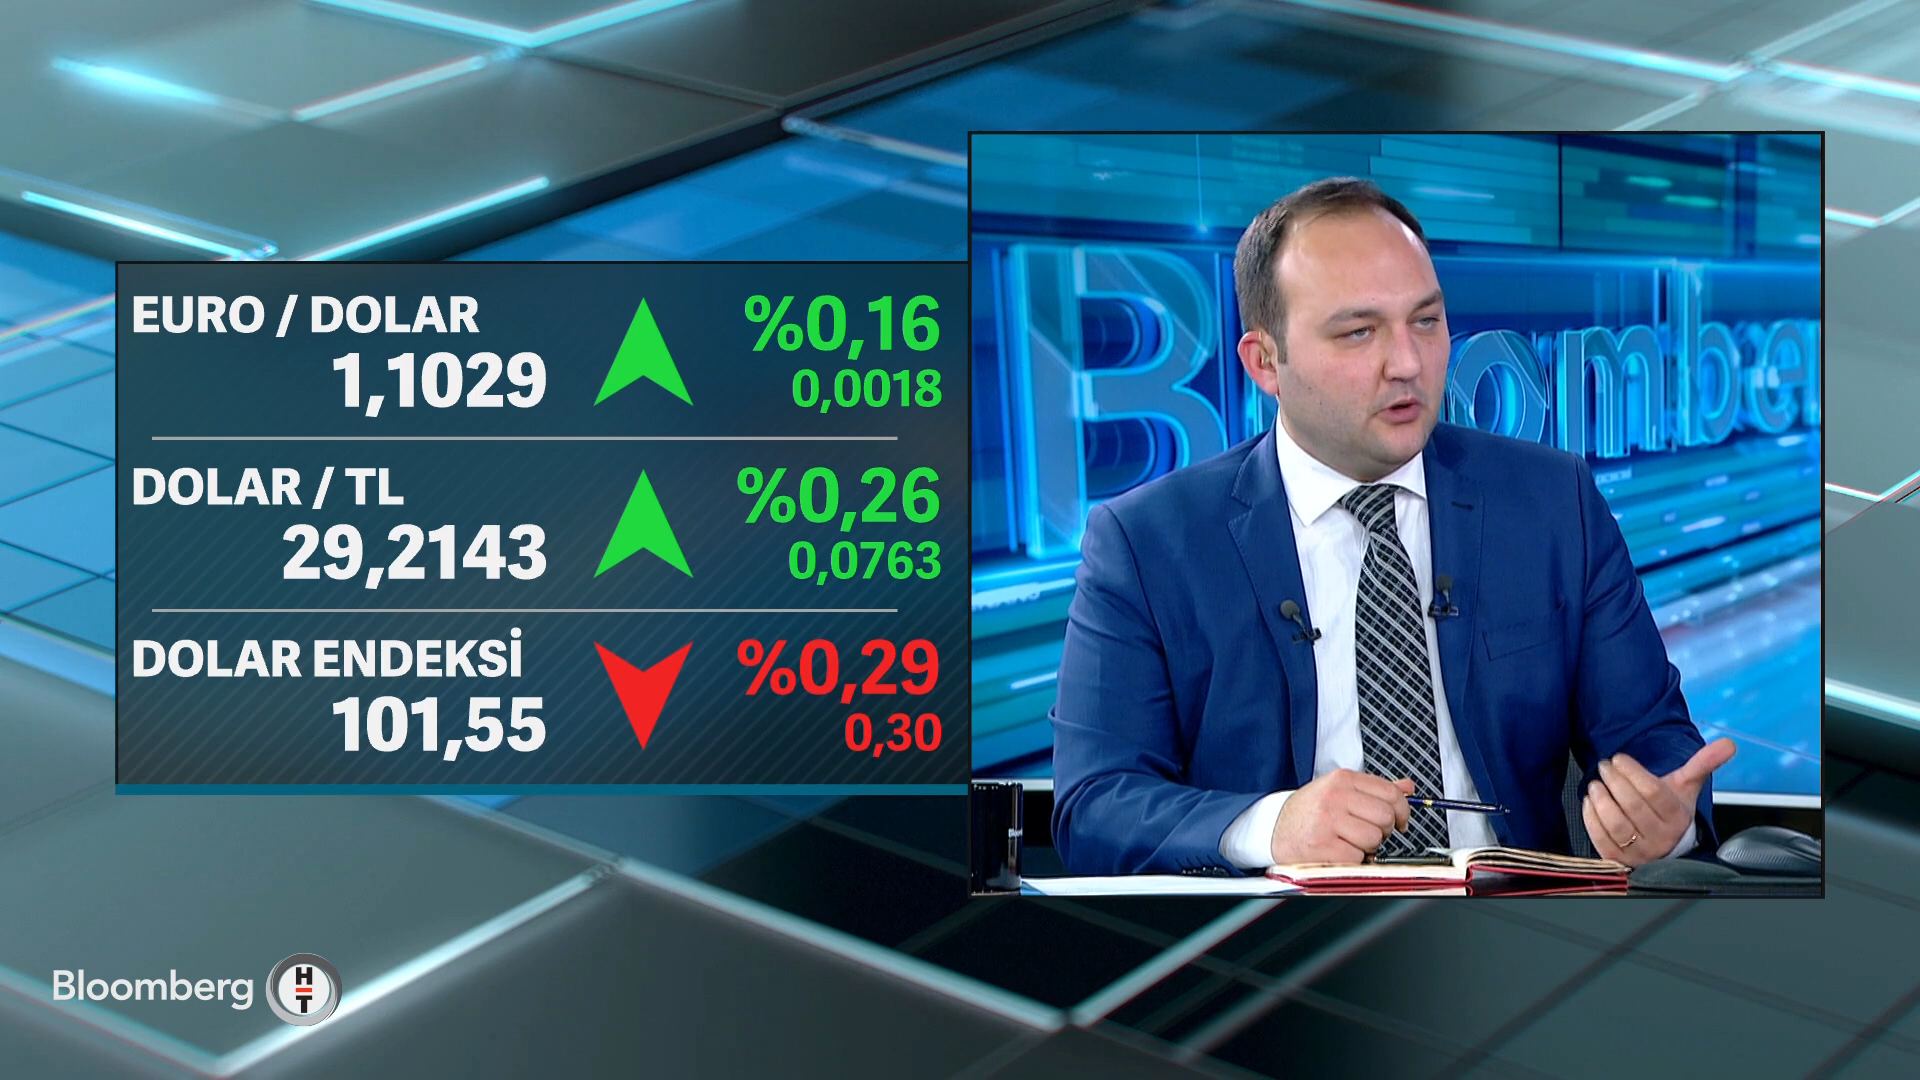 EURO / DOLAR
1,1029
%0,16
0,0018
DOLAR / TL
29,2143
%0,26
0,0763
DOLAR ENDEKSİ
101,55
%0,29
0,30
Bloomber
Bloomberg HT